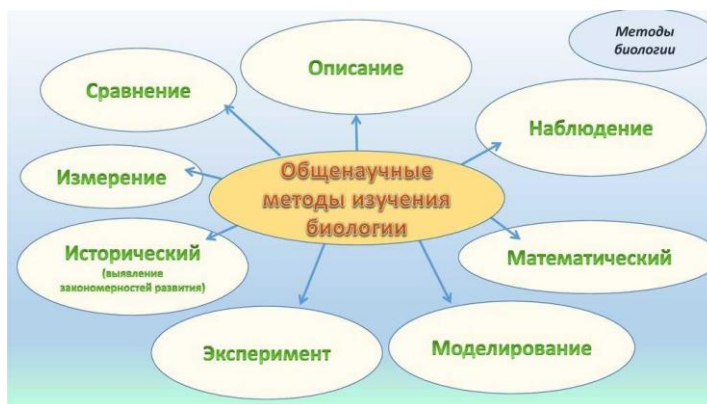 Методы
биологии
Описание
Сравнение
Наблюдение
Общенаучные
методы изучения
биологии
Измерение
Исторический
(выявление
закономерностей развития)
Математический
Эксперимент
Моделирование